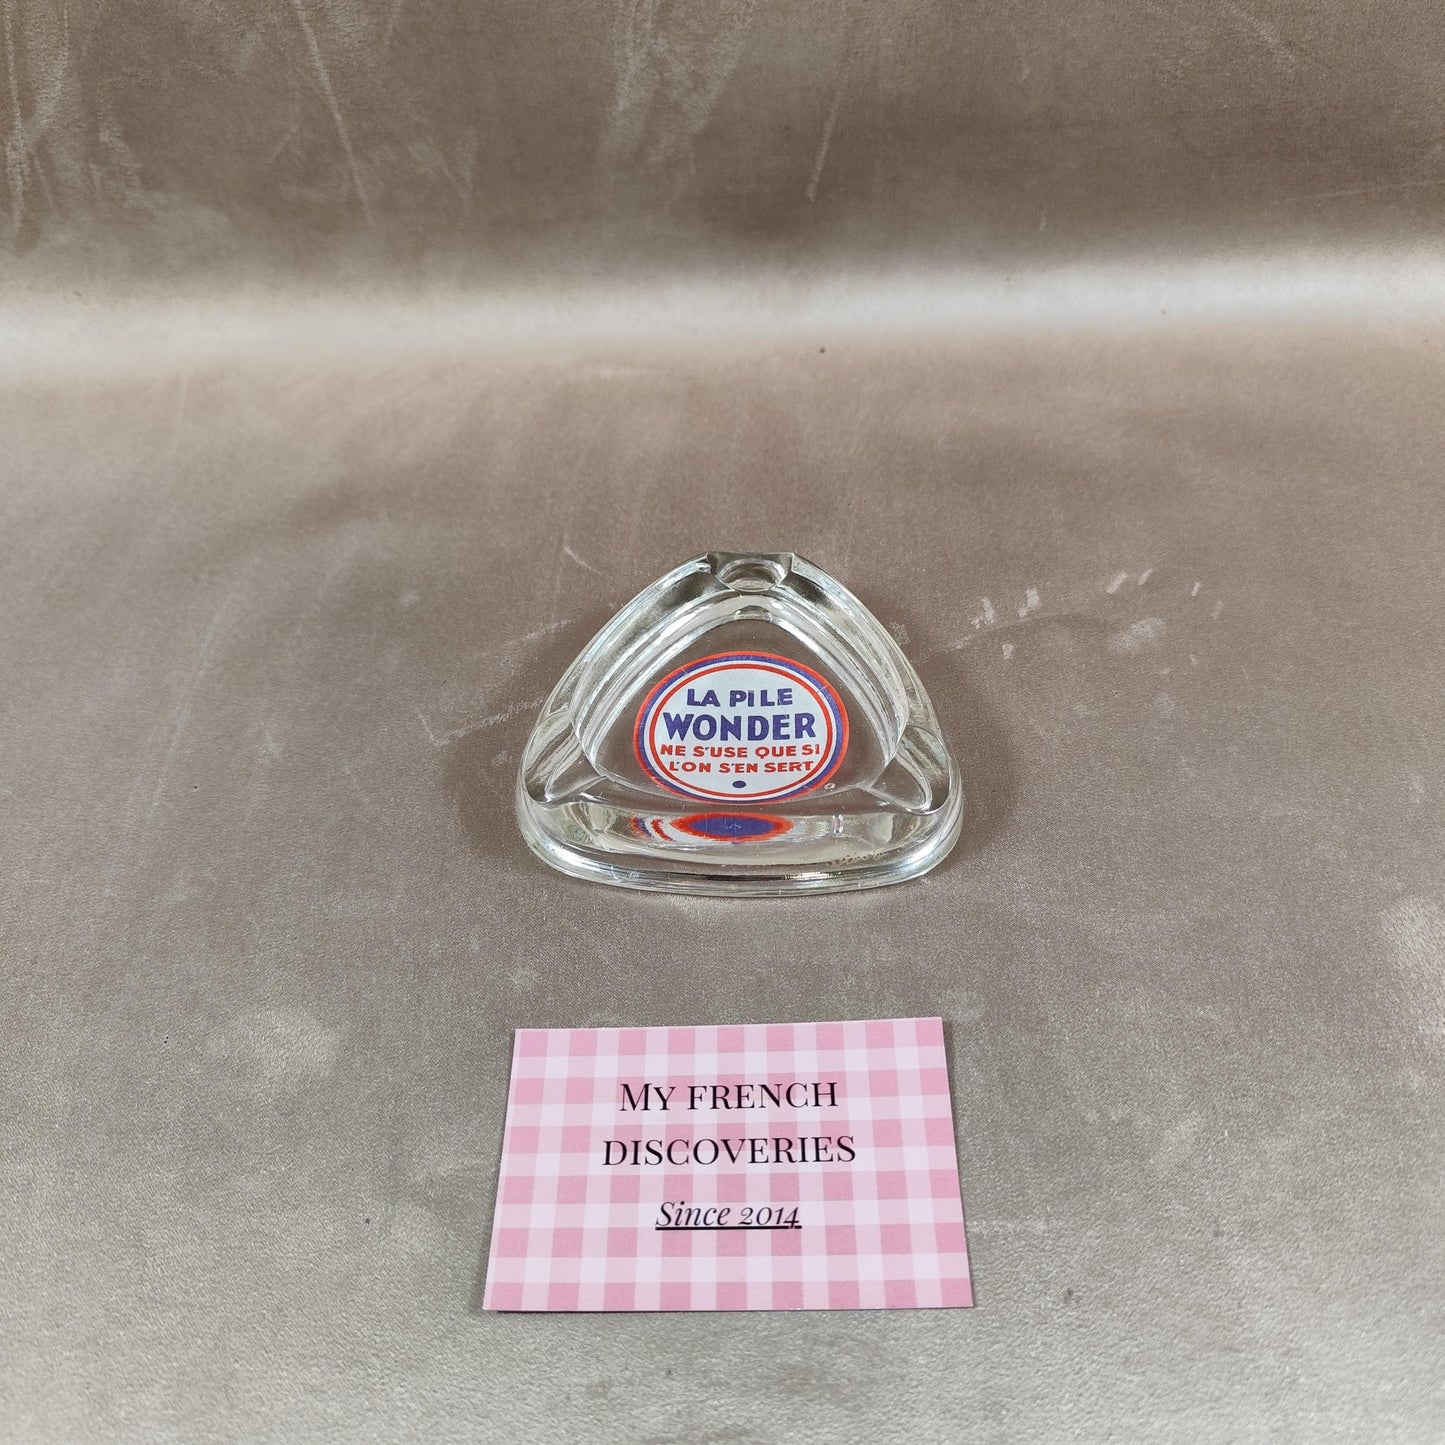 LA PILE
WONDER
NE S'USE QUE SI
L'ON S'EN SERT
MY FRENCH
DISCOVERIES
Since 2014